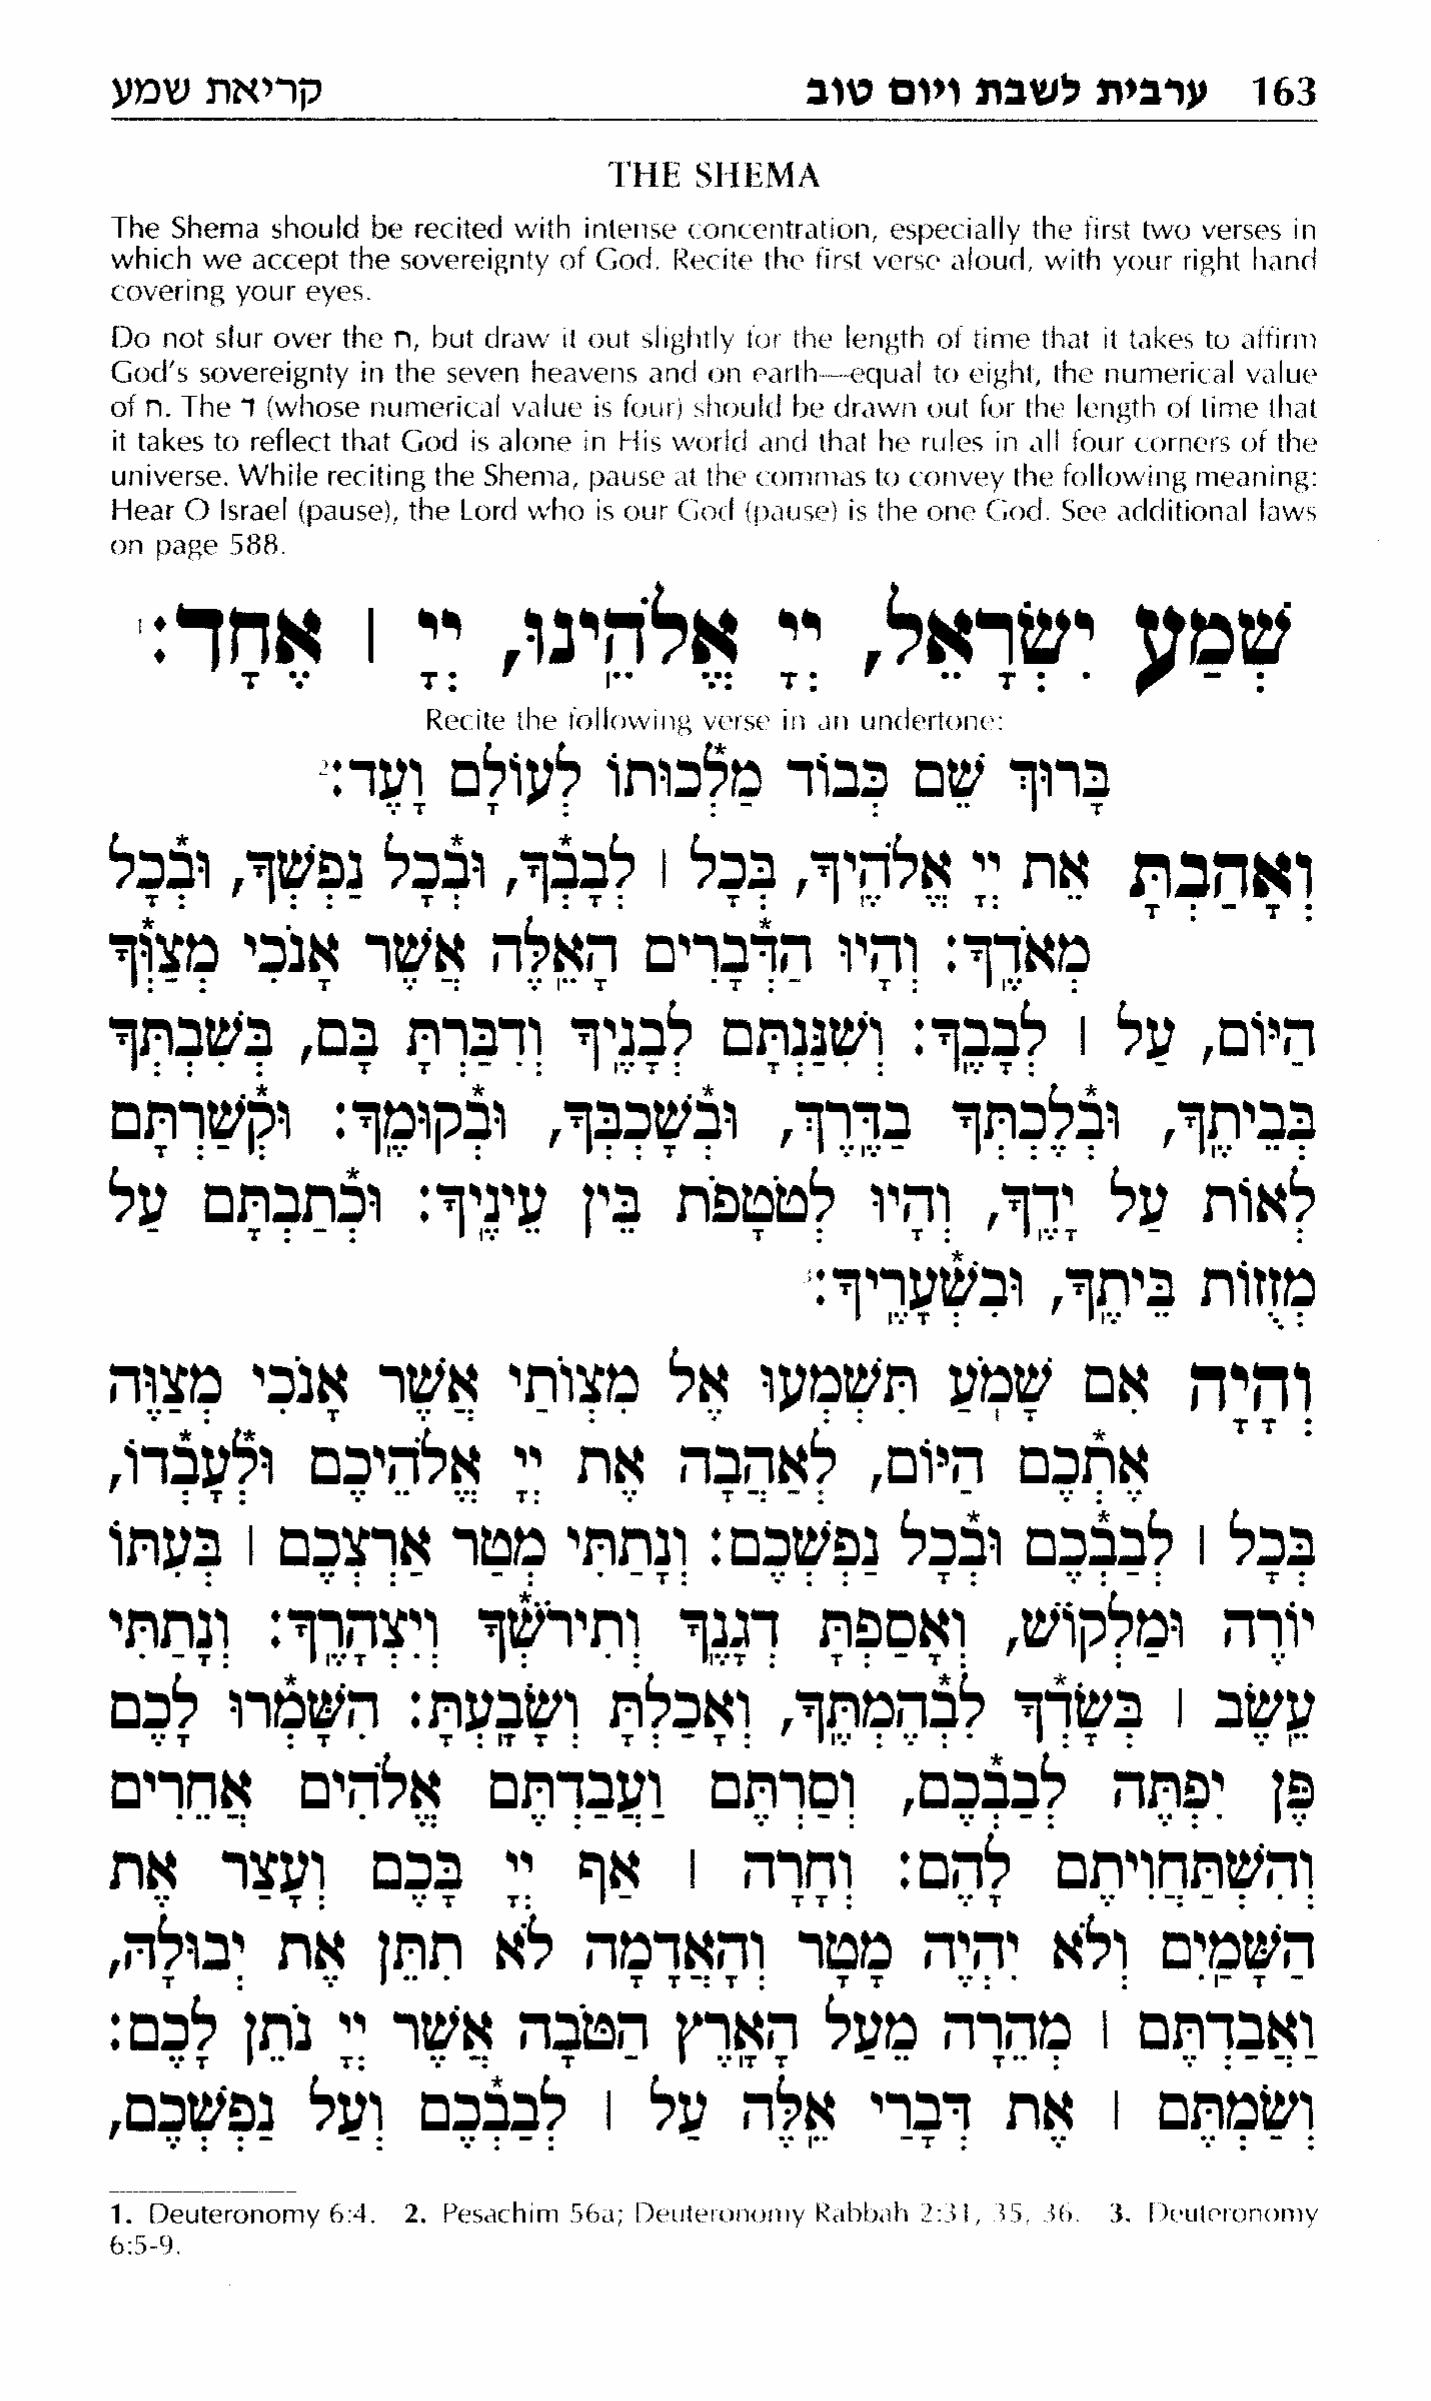 163 ערבית לשבת ויום טוב קריאת שמע
THE SHEMA
The Shema should be recited with intense concentration, especially the first two verses in
which we accept the sovereignty of God. Recite the first verse aloud, with your right hand
covering your eyes.
Do not slur over the ח, but draw it out slightly for the length of time that it takes to affirm
God's sovereignty in the seven heavens and on earth—equal to eight, the numerical value
of ח. The ד (whose numerical value is four) should be drawn out for the length of time that
it takes to reflect that God is alone in His world and that he rules in all four corners of the
universe. While reciting the Shema, pause at the commas to convey the following meaning:
Hear O Israel (pause), the Lord who is our God (pause) is the one God. See additional laws
on page 588.
שְׁמַע יִשְׂרָאֵל, יְיָ אֱלֹהֵֽינוּ, יְיָ | אֶחָד:1
Recite the following verse in an undertone:
בָּרוּךְ שֵׁם כְּבוֹד מַלְ*כוּתוֹ לְעוֹלָם וָעֶד:2
וְאָהַבְתָּ אֵת יְיָ אֱלֹהֶֽיךָ, בְּכָל | לְבָבְ*ךָ, וּבְ*כָל נַפְשְׁךָ, וּבְ*כָל
מְאֹדֶֽךָ: וְהָיוּ הַדְּ*בָרִים הָאֵֽלֶּה אֲשֶׁר אָנֹכִי מְצַוְּ*ךָ
הַיּוֹם, עַל | לְבָבֶֽךָ: וְשִׁנַּנְתָּם לְבָנֶֽיךָ וְדִבַּרְתָּ בָּם, בְּשִׁבְתְּךָ
בְּבֵיתֶֽךָ, וּבְ*לֶכְתְּךָ בַדֶּֽרֶךְ, וּבְ*שָׁכְבְּךָ, וּבְ*קוּמֶֽךָ: וּקְ*שַׁרְתָּם
לְאוֹת עַל יָדֶֽךָ, וְהָיוּ לְטֹטָפֹת בֵּין עֵינֶֽיךָ: וּכְ*תַבְתָּם עַל
מְזֻזוֹת בֵּיתֶֽךָ, וּבִשְׁ*עָרֶֽיךָ:3
וְהָיָה אִם שָׁמֹֽעַ תִּשְׁמְעוּ אֶל מִצְוֹתַי אֲשֶׁר אָנֹכִי מְצַוֶּה
אֶתְ*כֶם הַיּוֹם, לְאַהֲבָה אֶת יְיָ אֱלֹהֵיכֶם וּלְ*עָבְ*דוֹ,
בְּכָל | לְבַבְ*כֶם וּבְ*כָל נַפְשְׁכֶם: וְנָתַתִּי מְטַר אַרְצְכֶם | בְּעִתּוֹ
יוֹרֶה וּמַלְקוֹשׁ, וְאָסַפְתָּ דְגָנֶֽךָ וְתִירֹשְׁ*ךָ וְיִצְהָרֶֽךָ: וְנָתַתִּי
עֵֽשֶׂב | בְּשָׂדְ*ךָ לִבְ*הֶמְתֶּֽךָ, וְאָכַלְתָּ וְשָׂבָֽעְתָּ: הִשָּׁמְ*רוּ לָכֶם
פֶּן יִפְתֶּה לְבַבְ*כֶם, וְסַרְתֶּם וַעֲבַדְתֶּם אֱלֹהִים אֲחֵרִים
וְהִשְׁתַּחֲוִיתֶם לָהֶם: וְחָרָה | אַף יְיָ בָּכֶם וְעָצַר אֶת
הַשָּׁמַֽיִם וְלֹא יִהְיֶה מָטָר וְהָאֲדָמָה לֹא תִתֵּן אֶת יְבוּלָהּ,
וַאֲבַדְתֶּם | מְהֵרָה מֵעַל הָאָֽרֶץ הַטֹּבָה אֲשֶׁר יְיָ נֹתֵן לָכֶם:
וְשַׂמְתֶּם | אֶת דְּבָרַי אֵֽלֶּה עַל | לְבַבְ*כֶם וְעַל נַפְשְׁכֶם,
1. Deuteronomy 6:4. 2. Pesachim 56a; Deuteronomy Rabbah 2:31, 35, 36. 3. Deuteronomy
6:5-9.